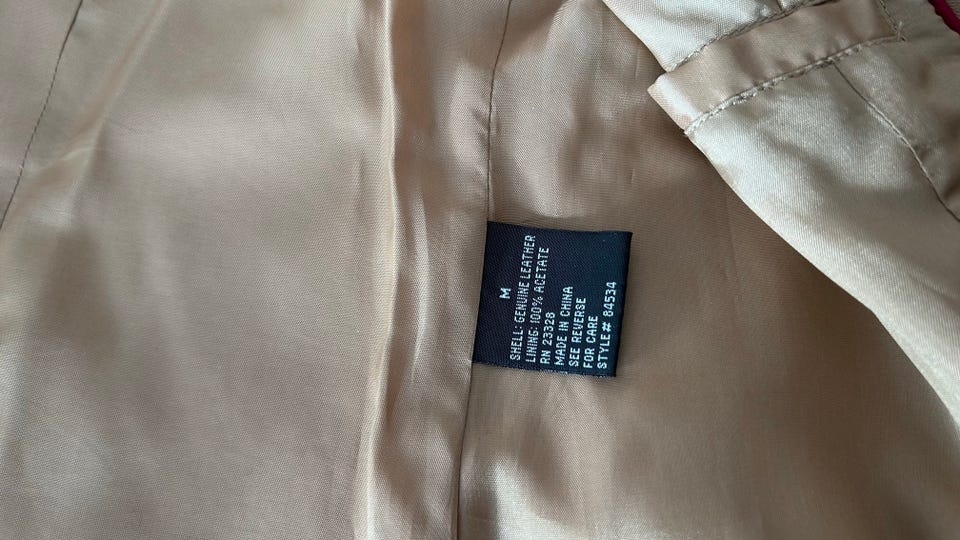 M
SHELL: GENUINE LEATHER
LINING: 100% ACETATE
RN 23328
MADE IN CHINA
SEE REVERSE
FOR CARE
STYLE# 84534